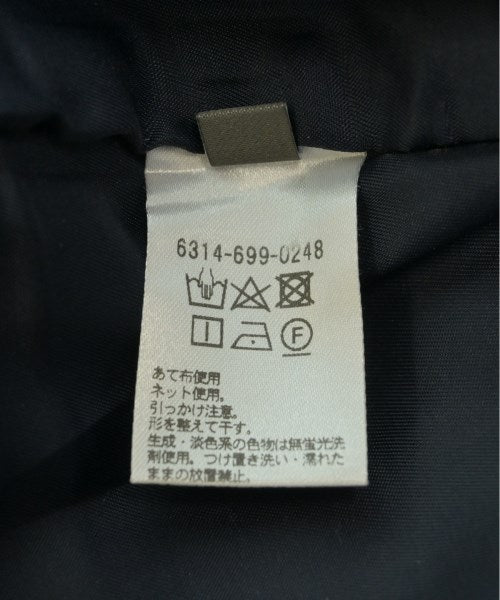 6314-699-0248
F
あて布使用
ネット使用。
引っかけ注意。
形を整えて干す。
生成・淡色系の色物は無蛍光洗
剤使用。つけ置き洗い・濡れた
ままの放置禁止。